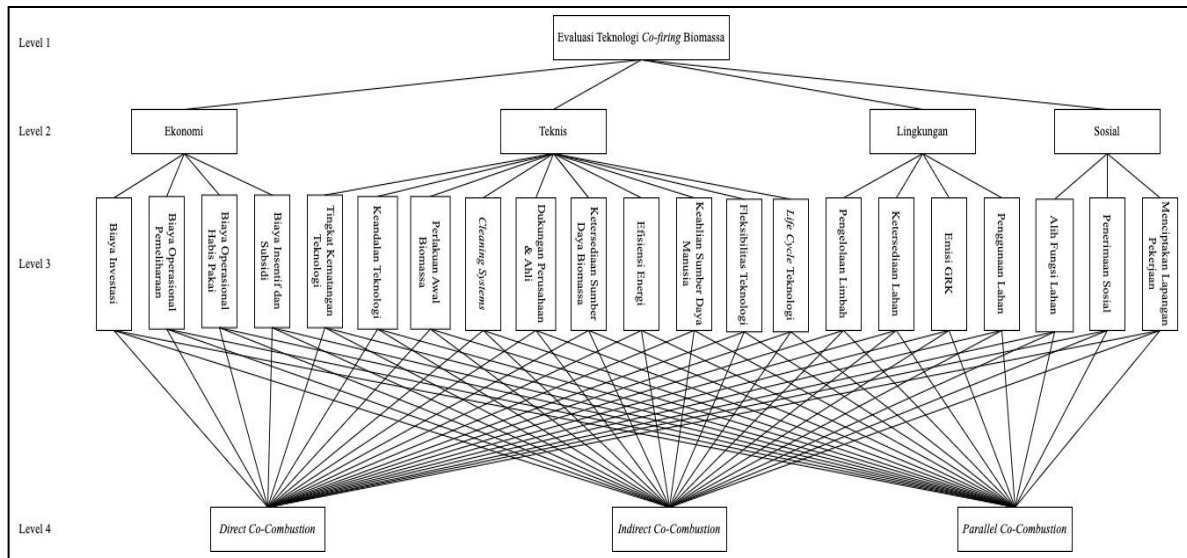 Level 1
Evaluasi Teknologi Co-firing Biomassa
Level 2
Ekonomi
Teknis
Lingkungan
Sosial
Level 3
Biaya Investasi
Biaya Operasional
Pemeliharaan
Biaya Operasional
Habis Pakai
Biaya Insentif dan
Subsidi
Tingkat Kematangan
Teknologi
Keandalan Teknologi
Perlakuan Awal
Biomassa
Cleaning Systems
Dukungan Perusahaan
& Ahli
Ketersediaan Sumber
Daya Biomassa
Efisiensi Energi
Keahlian Sumber Daya
Manusia
Fleksibilitas Teknologi
Life Cycle Teknologi
Pengelolaan Limbah
Ketersediaan Lahan
Emisi GRK
Penggunaan Lahan
Alih Fungsi Lahan
Penerimaan Sosial
Menciptakan Lapangan
Pekerjaan
Level 4
Direct Co-Combustion
Indirect Co-Combustion
Parallel Co-Combustion